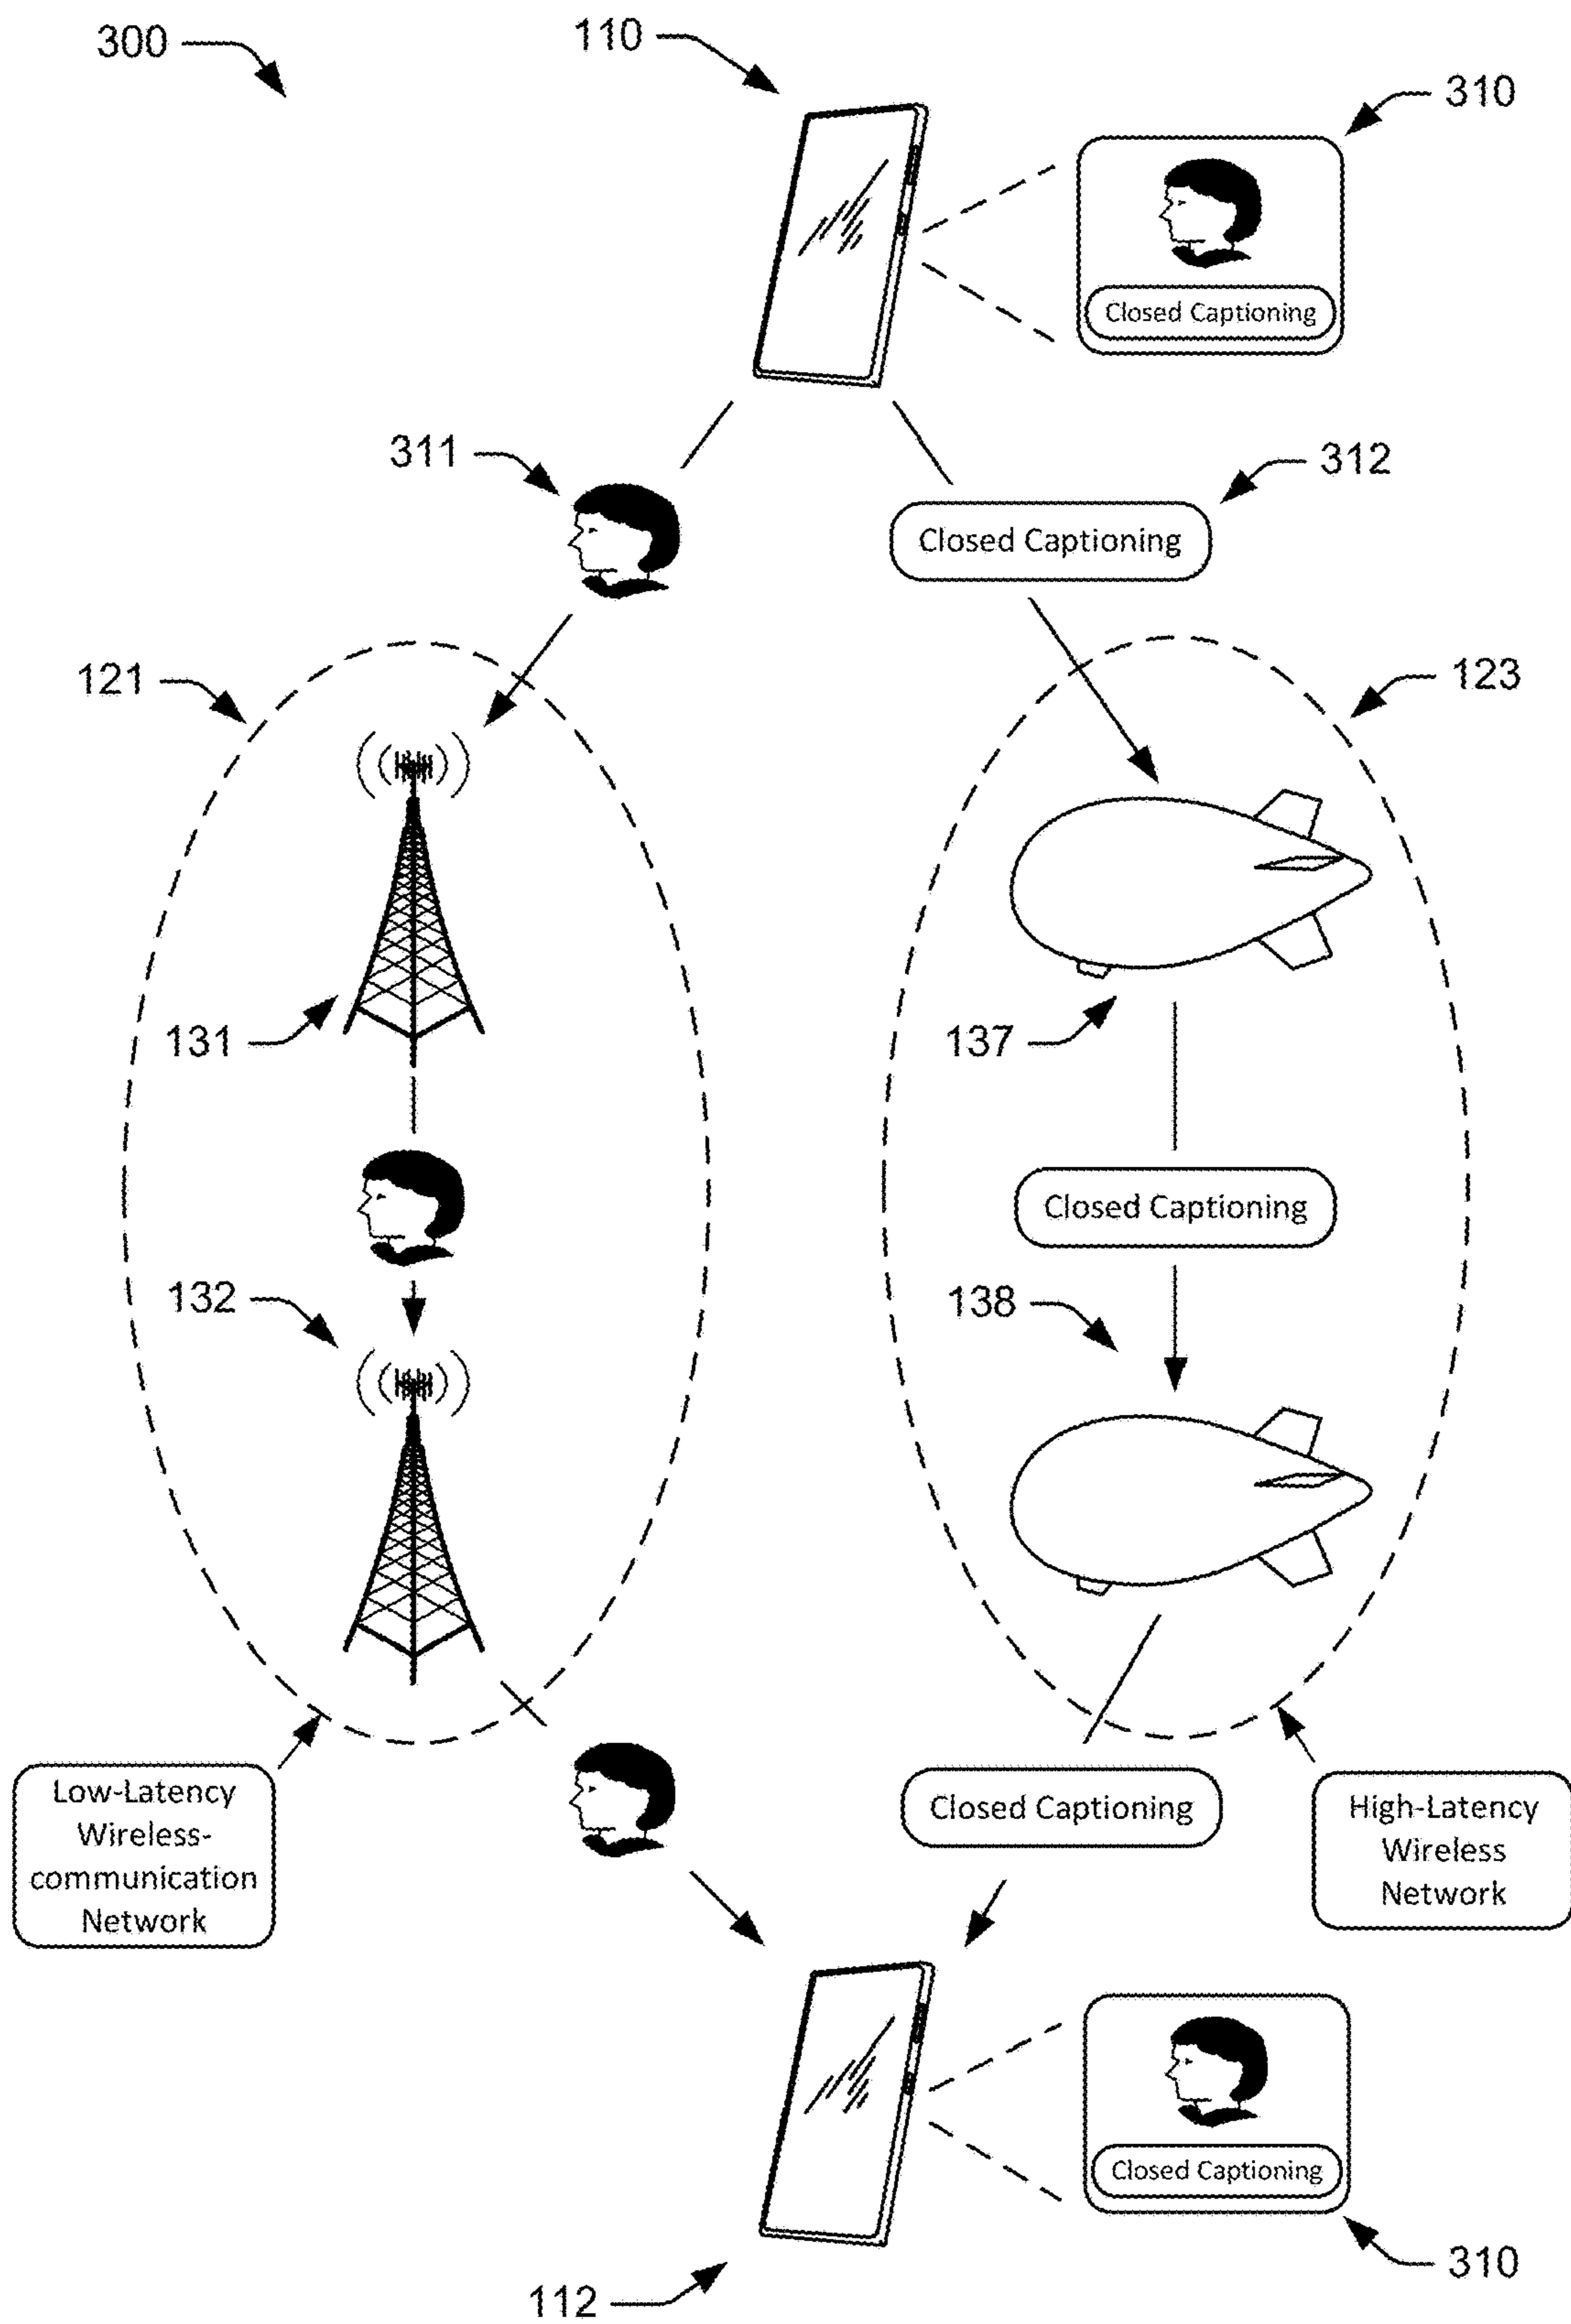 300
110
310
Closed Captioning
311
312
Closed Captioning
121
123
131
137
Closed Captioning
132
138
Low-Latency
Wireless-
communication
Network
Closed Captioning
High-Latency
Wireless
Network
Closed Captioning
310
112